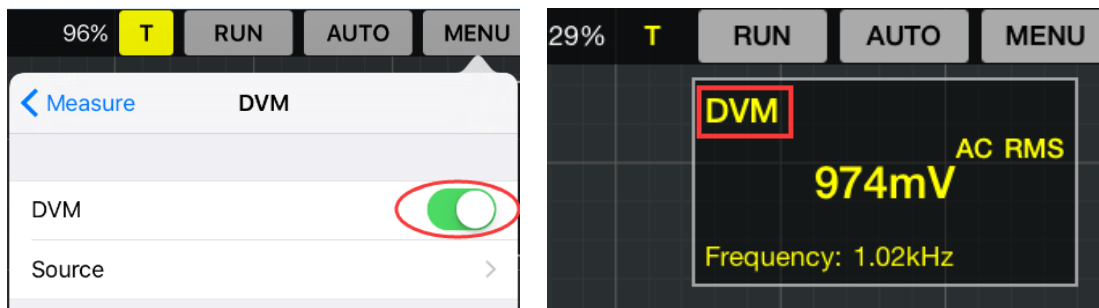 96% T RUN AUTO MENU
Measure DVM
DVM
Source
29% T RUN AUTO MENU
DVM
AC RMS
974mV
Frequency: 1.02kHz